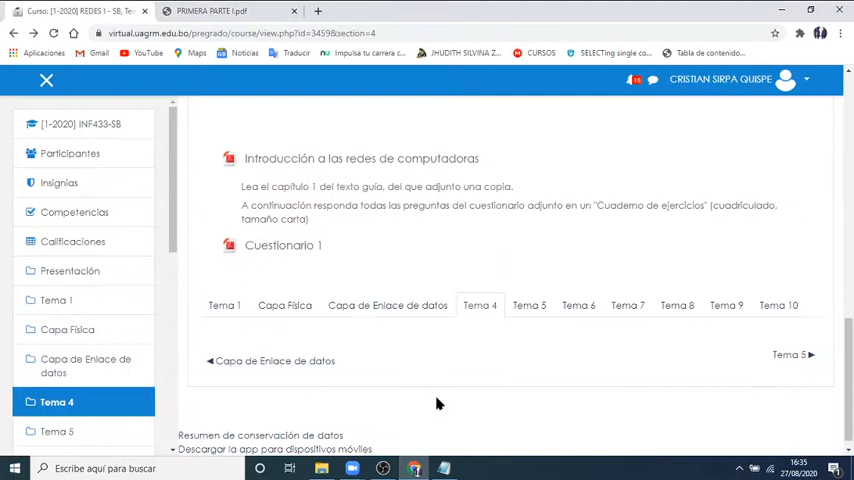 Curso: [1-2020] REDES I - SB, Tem
PRIMERA PARTE I.pdf
virtual.uagrm.edu.bo/pregrado/course/view.php?id=3459&section=4
Aplicaciones
Gmail
YouTube
Maps
Noticias
Traducir
Impulsa tu carrera c...
JHUDITH SILVINA Z...
CURSOS
SELECTing single co...
Tabla de contenido...
15
CRISTIAN SIRPA QUISPE
[1-2020] INF433-SB
Participantes
Insignias
Competencias
Calificaciones
Presentación
Tema 1
Capa Física
Capa de Enlace de
datos
Tema 4
Tema 5
Introducción a las redes de computadoras
Lea el capítulo 1 del texto guía, del que adjunto una copia.
A continuación responda todas las preguntas del cuestionario adjunto en un "Cuaderno de ejercicios" (cuadriculado,
tamaño carta)
Cuestionario 1
Tema 1 Capa Física Capa de Enlace de datos Tema 4 Tema 5 Tema 6 Tema 7 Tema 8 Tema 9 Tema 10
◀ Capa de Enlace de datos
Tema 5 ▶
Resumen de conservación de datos
Descargar la app para dispositivos móviles
Escribe aquí para buscar
16:35
27/08/2020